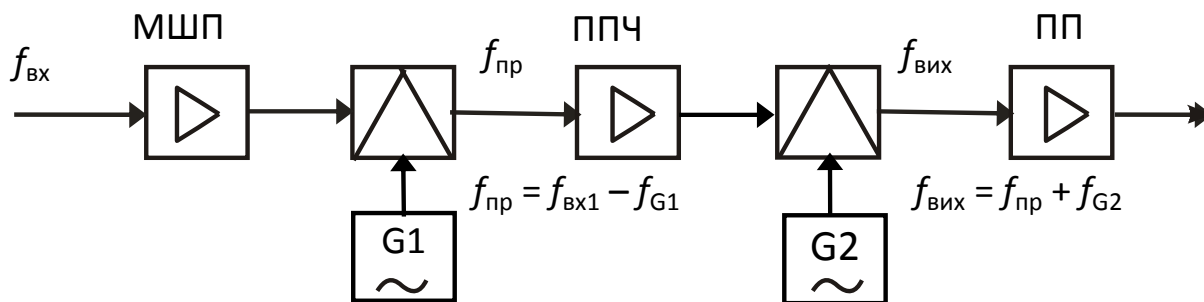 МШП ППЧ ПП
fвх fпр fвих
fпр = fвх1 − fG1 fвих = fпр + fG2
G1 G2